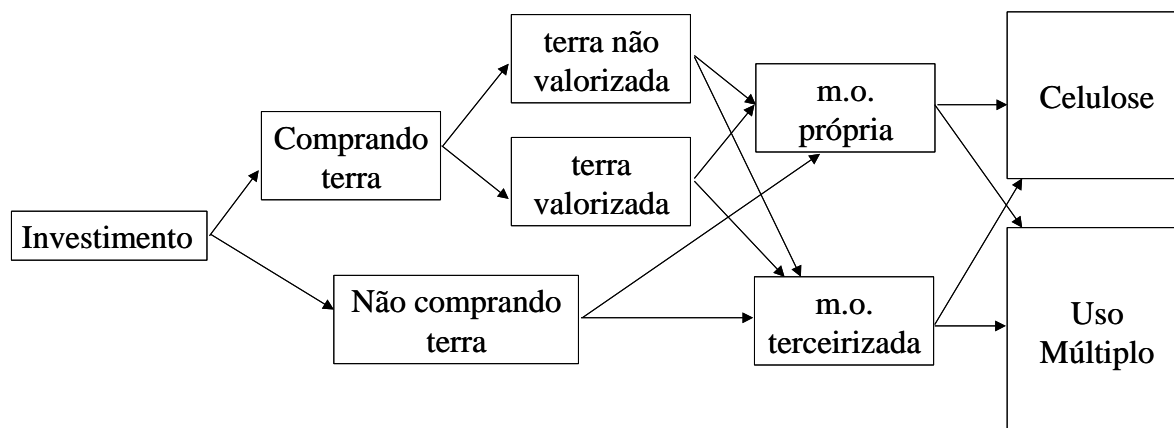 Investimento
Comprando
terra
Não comprando
terra
terra não
valorizada
terra
valorizada
m.o.
própria
m.o.
terceirizada
Celulose
Uso
Múltiplo